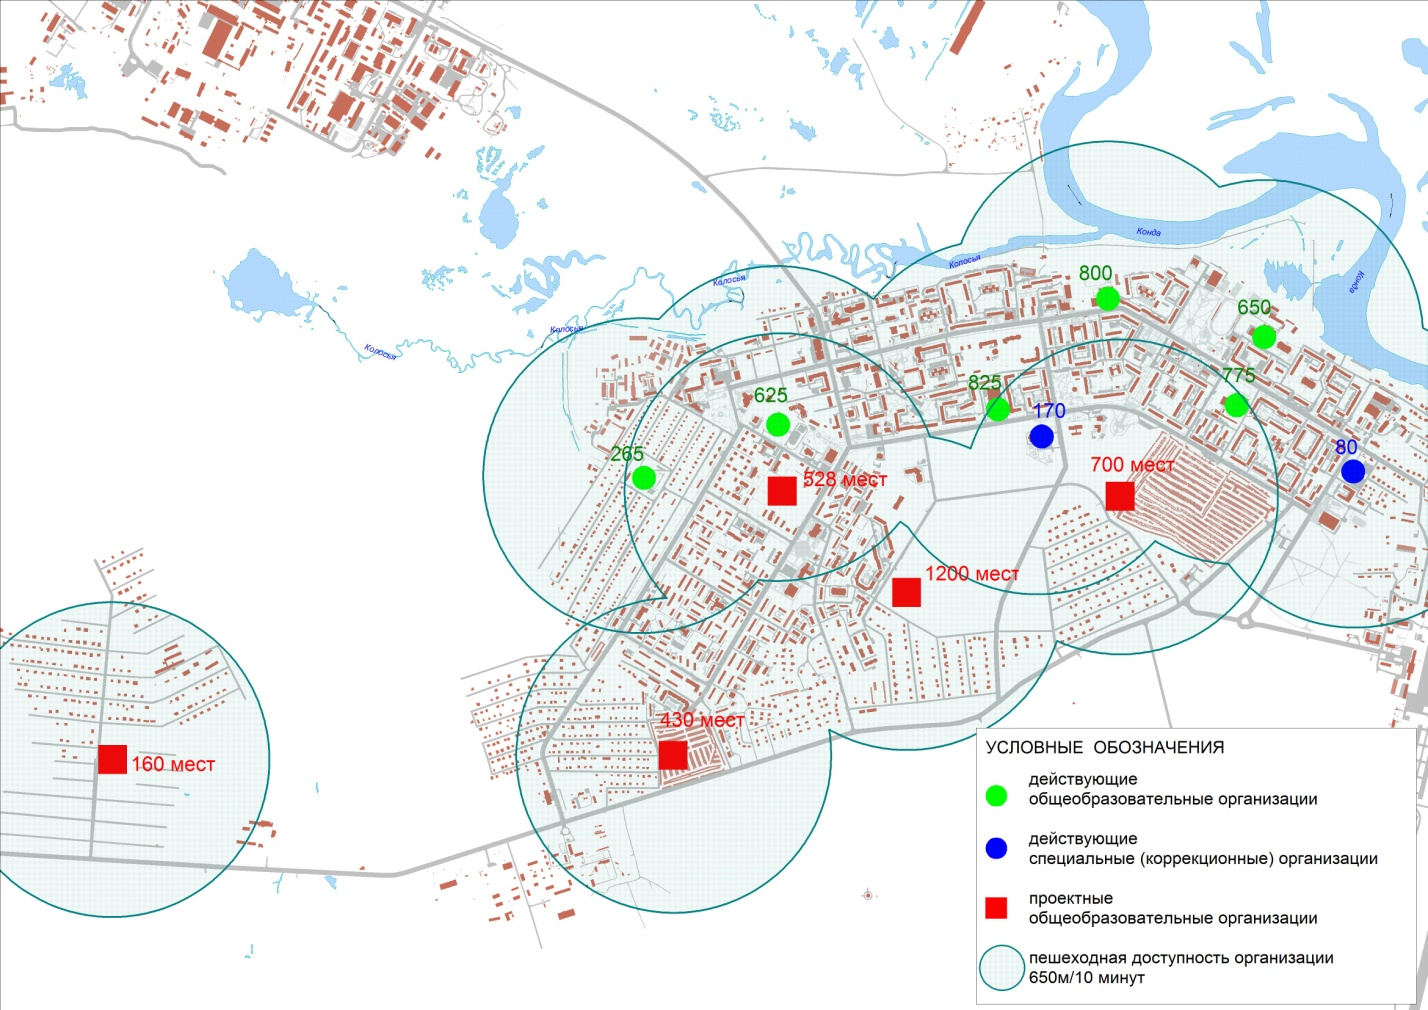 Конда
Колосья
800
Колосья
Конда
650
Колосья
Колосья
775
825
625
170
80
265
700 мест
528 мест
1200 мест
430 мест
160 мест
УСЛОВНЫЕ ОБОЗНАЧЕНИЯ
действующие
общеобразовательные организации
действующие
специальные (коррекционные) организации
проектные
общеобразовательные организации
пешеходная доступность организации
650м/10 минут